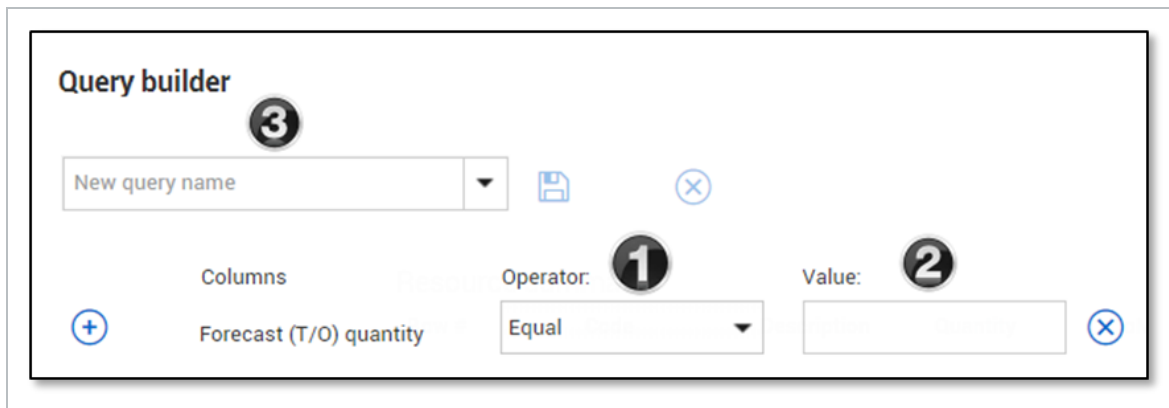 Query builder
3
New query name
Columns
Operator:
1
Value:
2
Forecast (T/O) quantity
Equal